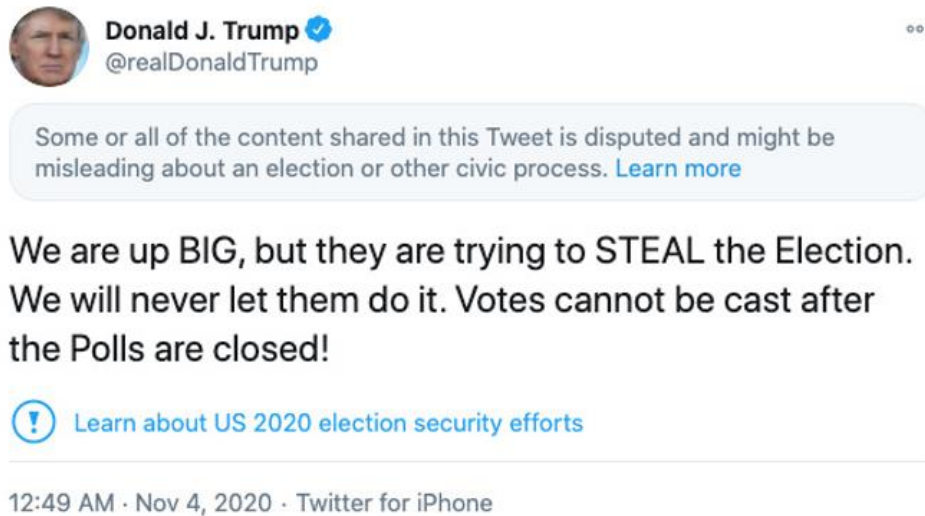 Donald J. Trump
@realDonaldTrump
Some or all of the content shared in this Tweet is disputed and might be
misleading about an election or other civic process. Learn more
We are up BIG, but they are trying to STEAL the Election.
We will never let them do it. Votes cannot be cast after
the Polls are closed!
Learn about US 2020 election security efforts
12:49 AM · Nov 4, 2020 · Twitter for iPhone